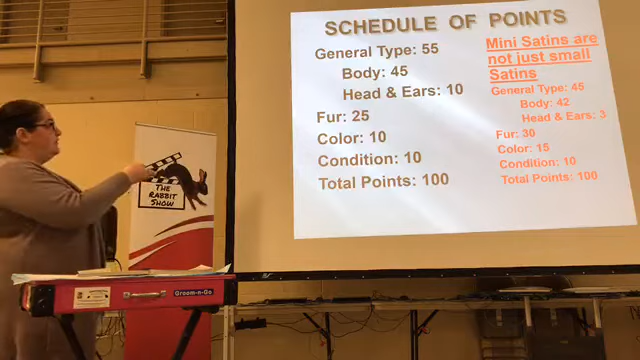 SCHEDULE OF POINTS
General Type: 55
Body: 45
Head & Ears: 10
Fur: 25
Color: 10
Condition: 10
Total Points: 100
Mini Satins are
not just small
Satins
General Type: 45
Body: 42
Head & Ears: 3
Fur: 30
Color: 15
Condition: 10
Total Points: 100
THE
RABBIT
SHOW
Groom-n-Go